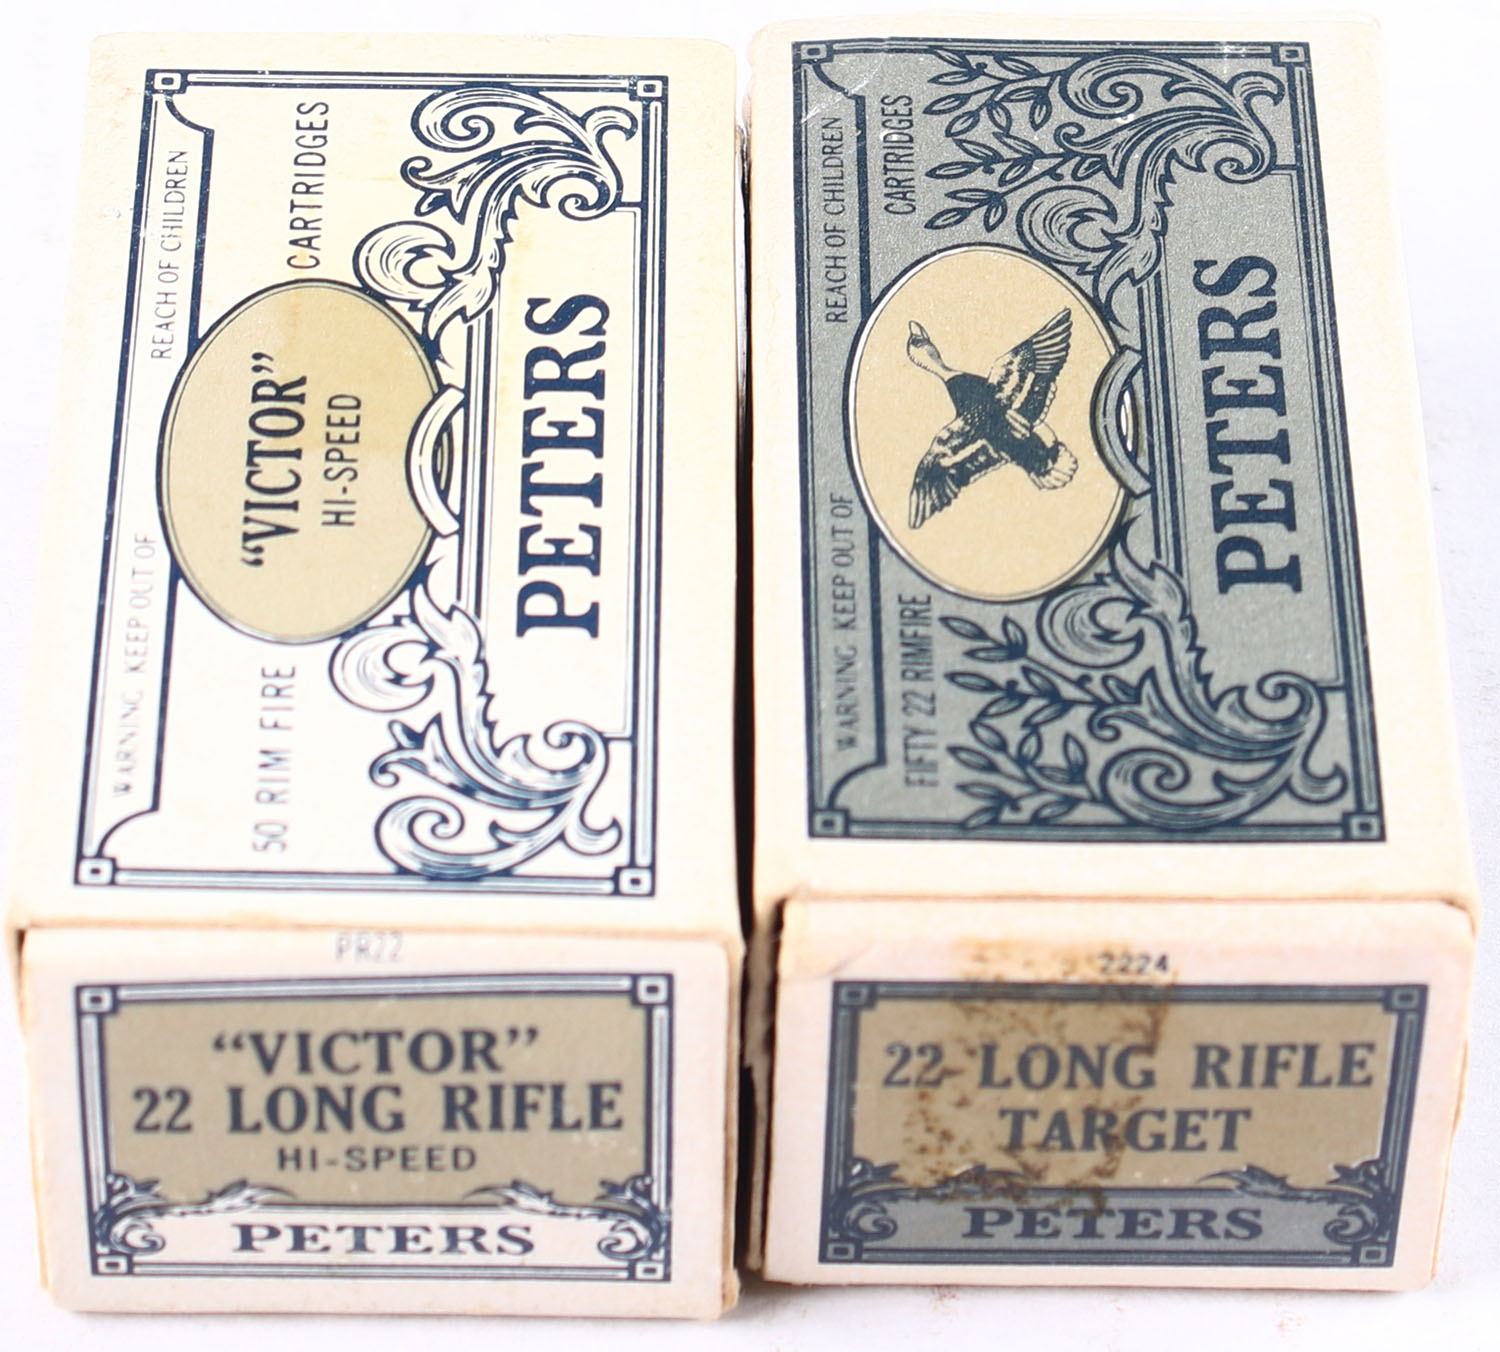 WARNING KEEP OUT OF REACH OF CHILDREN
50 RIM FIRE CARTRIDGES
"VICTOR"
HI-SPEED
PETERS
PR22
"VICTOR"
22 LONG RIFLE
HI-SPEED
PETERS
WARNING KEEP OUT OF REACH OF CHILDREN
FIFTY 22 RIMFIRE CARTRIDGES
PETERS
2224
22 LONG RIFLE
TARGET
PETERS